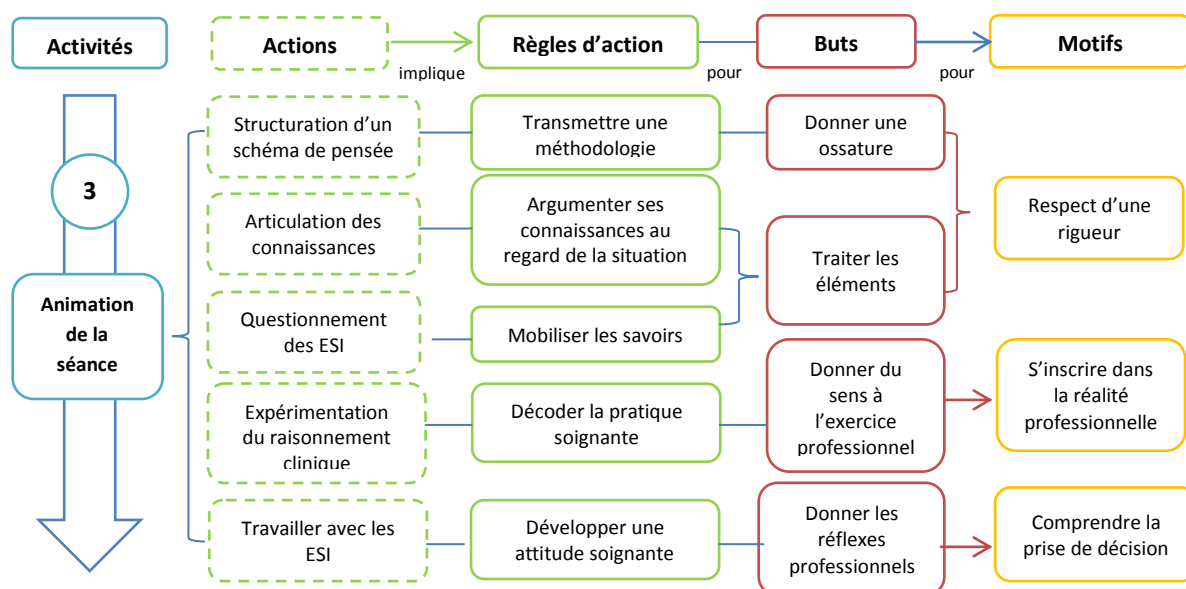 Activités
Actions
implique
Règles d’action
pour
Buts
pour
Motifs
3
Animation
de la
séance
Structuration d’un
schéma de pensée
Transmettre une
méthodologie
Donner une
ossature
Articulation des
connaissances
Argumenter ses
connaissances au
regard de la situation
Traiter les
éléments
Respect d’une
rigueur
Questionnement
des ESI
Mobiliser les savoirs
Expérimentation
du raisonnement
clinique
Décoder la pratique
soignante
Donner du
sens à
l’exercice
professionnel
S’inscrire dans
la réalité
professionnelle
Travailler avec les
ESI
Développer une
attitude soignante
Donner les
réflexes
professionnels
Comprendre la
prise de décision